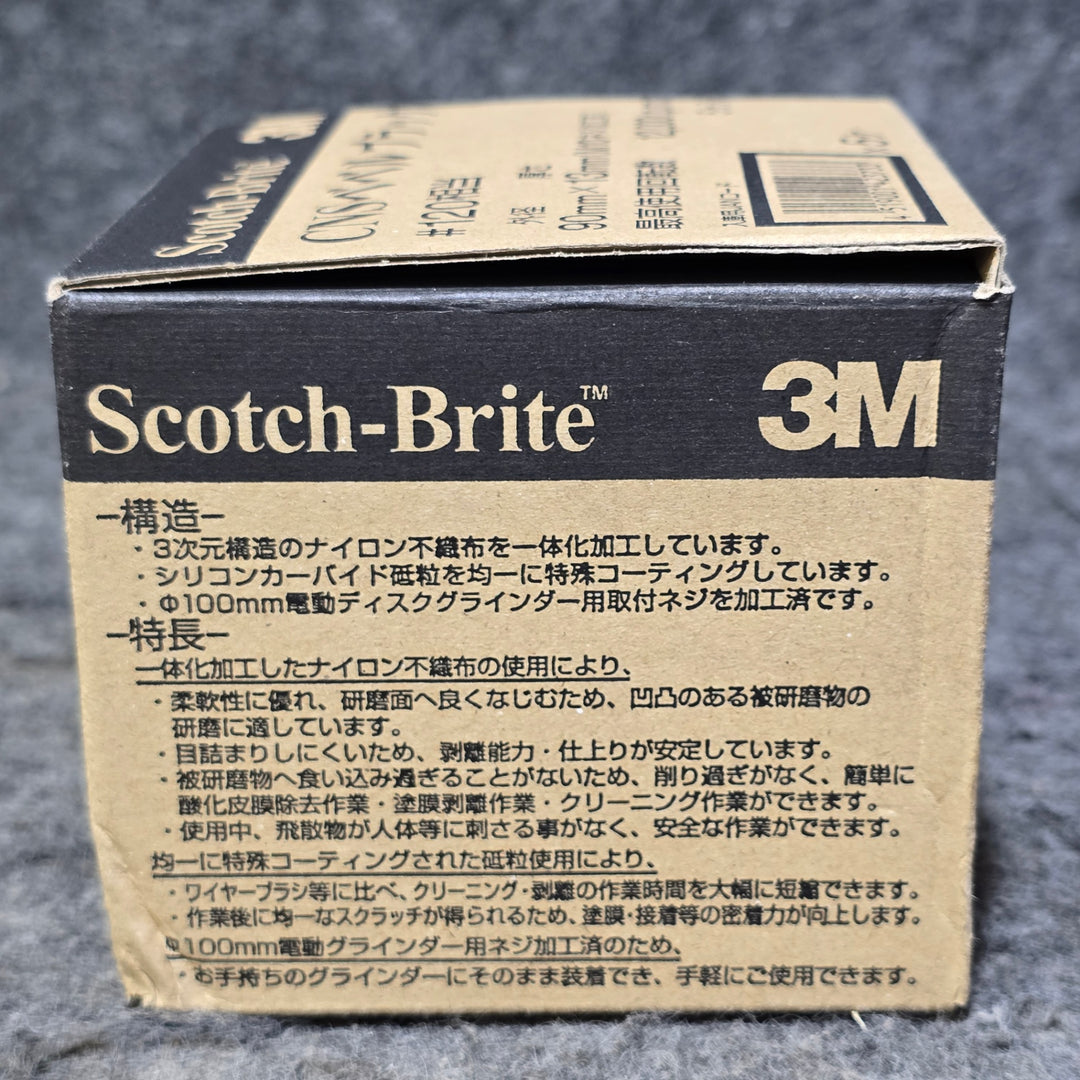 Scotch-Brite 3M
#120相当
外径
90mm×13mm
最高使用回転数
Scotch-Brite™ 3M
−構造−
・3次元構造のナイロン不織布を一体化加工しています。
・シリコンカーバイド砥粒を均一に特殊コーティングしています。
・Φ100mm電動ディスクグラインダー用取付ネジを加工済です。
−特長−
一体化加工したナイロン不織布の使用により、
・柔軟性に優れ、研磨面へ良くなじむため、凹凸のある被研磨物の
研磨に適しています。
・目詰まりしにくいため、剥離能力・仕上りが安定しています。
・被研磨物へ食い込み過ぎることがないため、削り過ぎがなく、簡単に
酸化皮膜除去作業・塗膜剥離作業・クリーニング作業ができます。
・使用中、飛散物が人体等に刺さる事がなく、安全な作業ができます。
均一に特殊コーティングされた砥粒使用により、
・ワイヤーブラシ等に比べ、クリーニング・剥離の作業時間を大幅に短縮できます。
・作業後に均一なスクラッチが得られるため、塗膜・接着等の密着力が向上します。
Φ100mm電動グラインダー用ネジ加工済のため、
・お手持ちのグラインダーにそのまま装着でき、手軽にご使用できます。